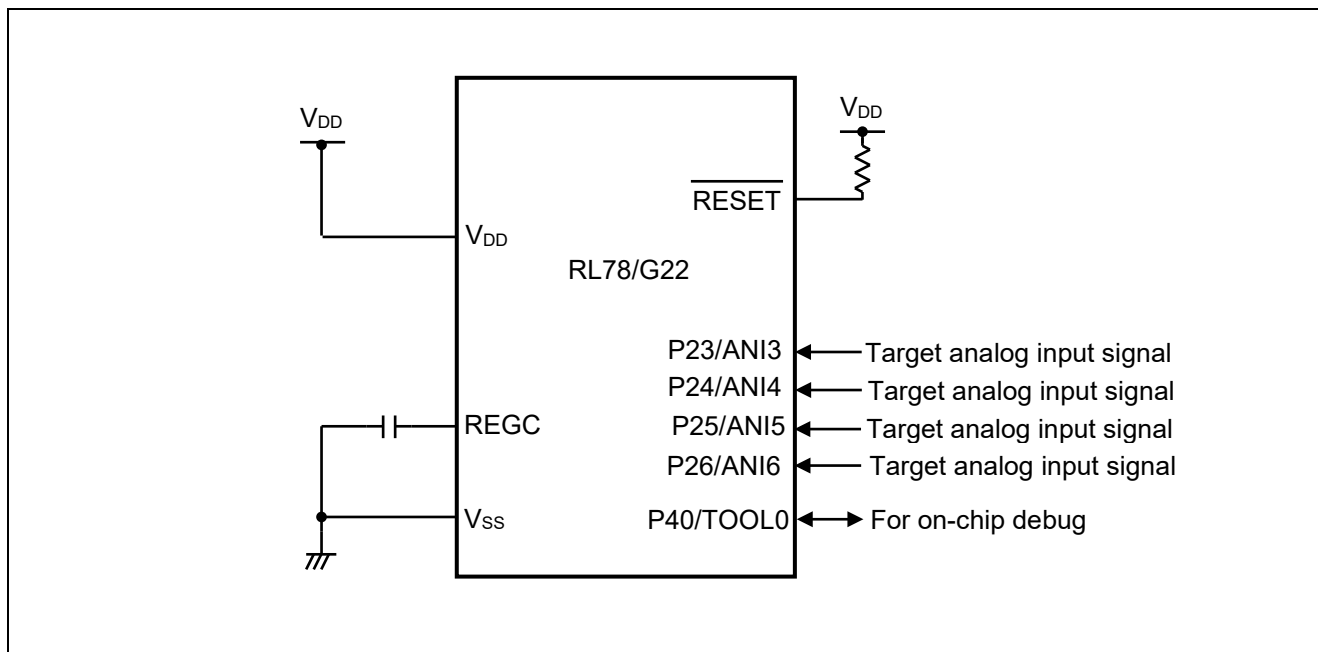 VDD
VDD
RESET
VDD
RL78/G22
P23/ANI3 Target analog input signal
P24/ANI4 Target analog input signal
REGC
P25/ANI5 Target analog input signal
P26/ANI6 Target analog input signal
VSS
P40/TOOL0 For on-chip debug